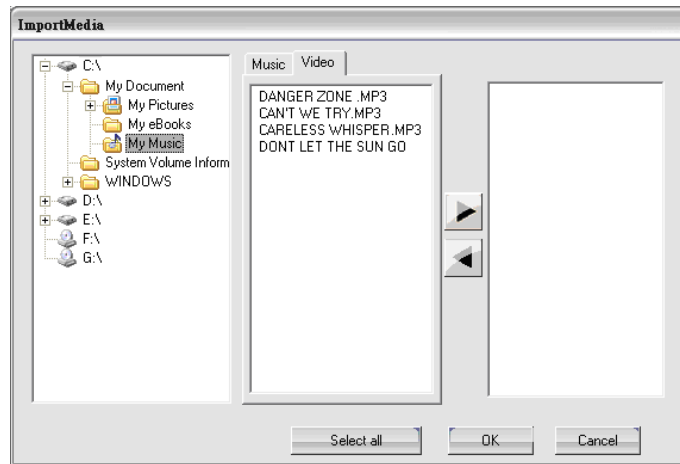 ImportMedia
C:\
My Document
My Pictures
My eBooks
My Music
System Volume Inform
WINDOWS
D:\
E:\
F:\
G:\
Music
Video
DANGER ZONE .MP3
CAN'T WE TRY.MP3
CARELESS WHISPER.MP3
DONT LET THE SUN GO
Select all
OK
Cancel